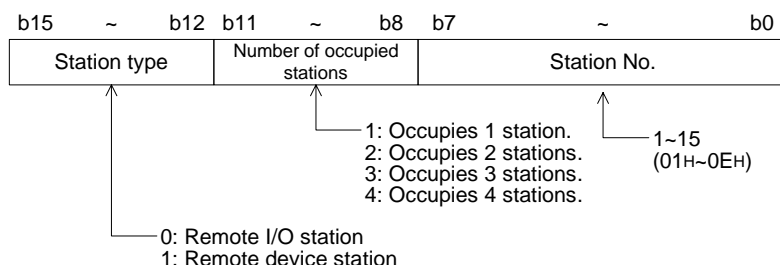 b15 ~ b12 b11 ~ b8 b7 ~ b0
Station type
Number of occupied
stations
Station No.
1: Occupies 1 station.
2: Occupies 2 stations.
3: Occupies 3 stations.
4: Occupies 4 stations.
1~15
(01H~0EH)
0: Remote I/O station
1: Remote device station